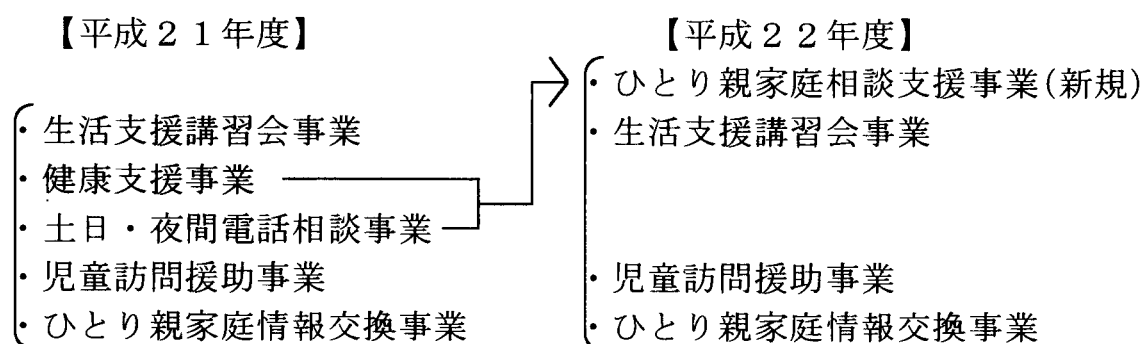 【平成２１年度】
・生活支援講習会事業
・健康支援事業
・土日・夜間電話相談事業
・児童訪問援助事業
・ひとり親家庭情報交換事業
【平成２２年度】
・ひとり親家庭相談支援事業(新規)
・生活支援講習会事業
・児童訪問援助事業
・ひとり親家庭情報交換事業